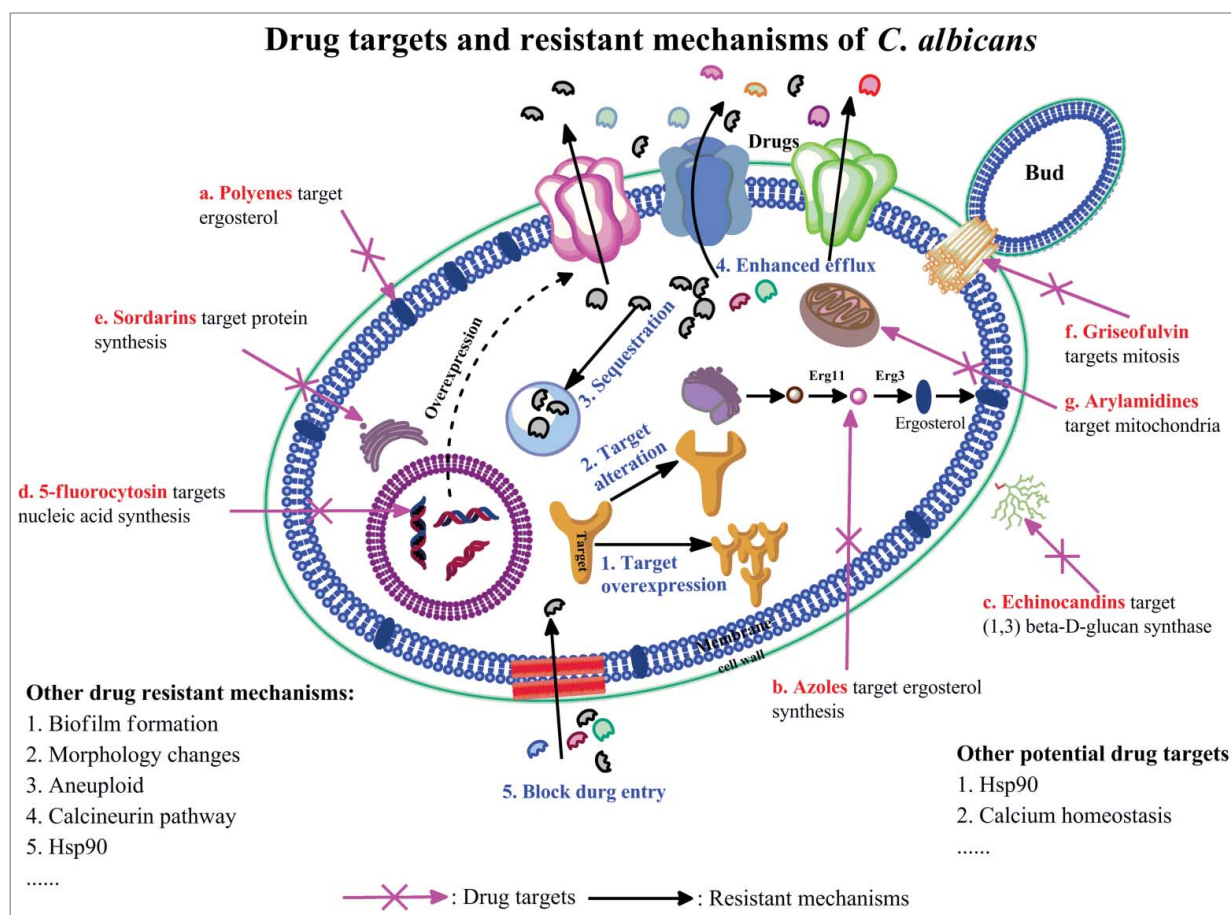 Drug targets and resistant mechanisms of C. albicans
Drugs
Bud
a. Polyenes target
ergosterol
4. Enhanced efflux
e. Sordarins target protein
synthesis
Overexpression
3. Sequestration
f. Griseofulvin
targets mitosis
Erg11
Erg3
Ergosterol
g. Arylamidines
target mitochondria
2. Target
alteration
d. 5-fluorocytosin targets
nucleic acid synthesis
Target
1. Target
overexpression
c. Echinocandins target
(1,3) beta-D-glucan synthase
Membrane
cell wall
b. Azoles target ergosterol
synthesis
5. Block durg entry
Other drug resistant mechanisms:
1. Biofilm formation
2. Morphology changes
3. Aneuploid
4. Calcineurin pathway
5. Hsp90
......
Other potential drug targets
1. Hsp90
2. Calcium homeostasis
......
: Drug targets
: Resistant mechanisms